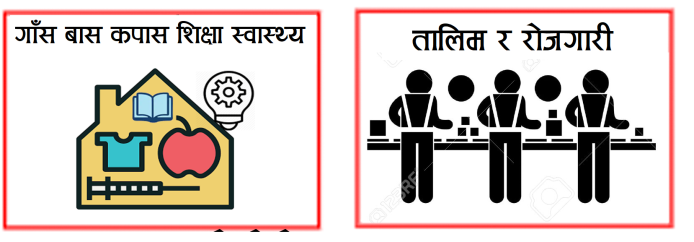 गाँस बास कपास शिक्षा स्वास्थ्य
तालिम र रोजगारी